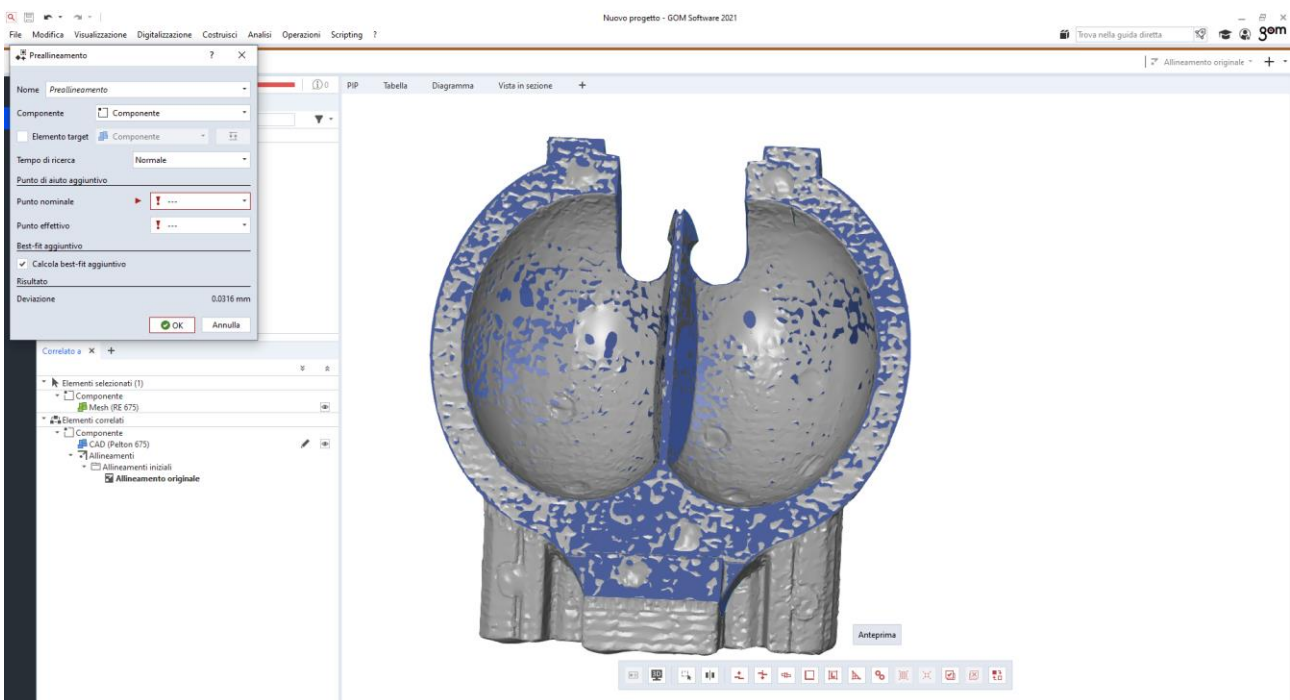 Nuovo progetto - GOM Software 2021
File Modifica Visualizzazione Digitalizzazione Costruisci Analisi Operazioni Scripting ?
Trova nella guida diretta
gom
Preallineamento ? ×
Allineamento originale
Nome Preallineamento
0
PIP Tabella Diagramma Vista in sezione +
Componente Componente
Elemento target Componente
Tempo di ricerca Normale
Punto di aiuto aggiuntivo
Punto nominale ---
Punto effettivo ---
Best-fit aggiuntivo
Calcola best-fit aggiuntivo
Risultato
Deviazione 0.0316 mm
OK Annulla
Correlato a × +
Elementi selezionati (1)
Componente
Mesh (RE 675)
Elementi correlati
Componente
CAD (Pelton 675)
Allineamenti
Allineamenti iniziali
Allineamento originale
Anteprima